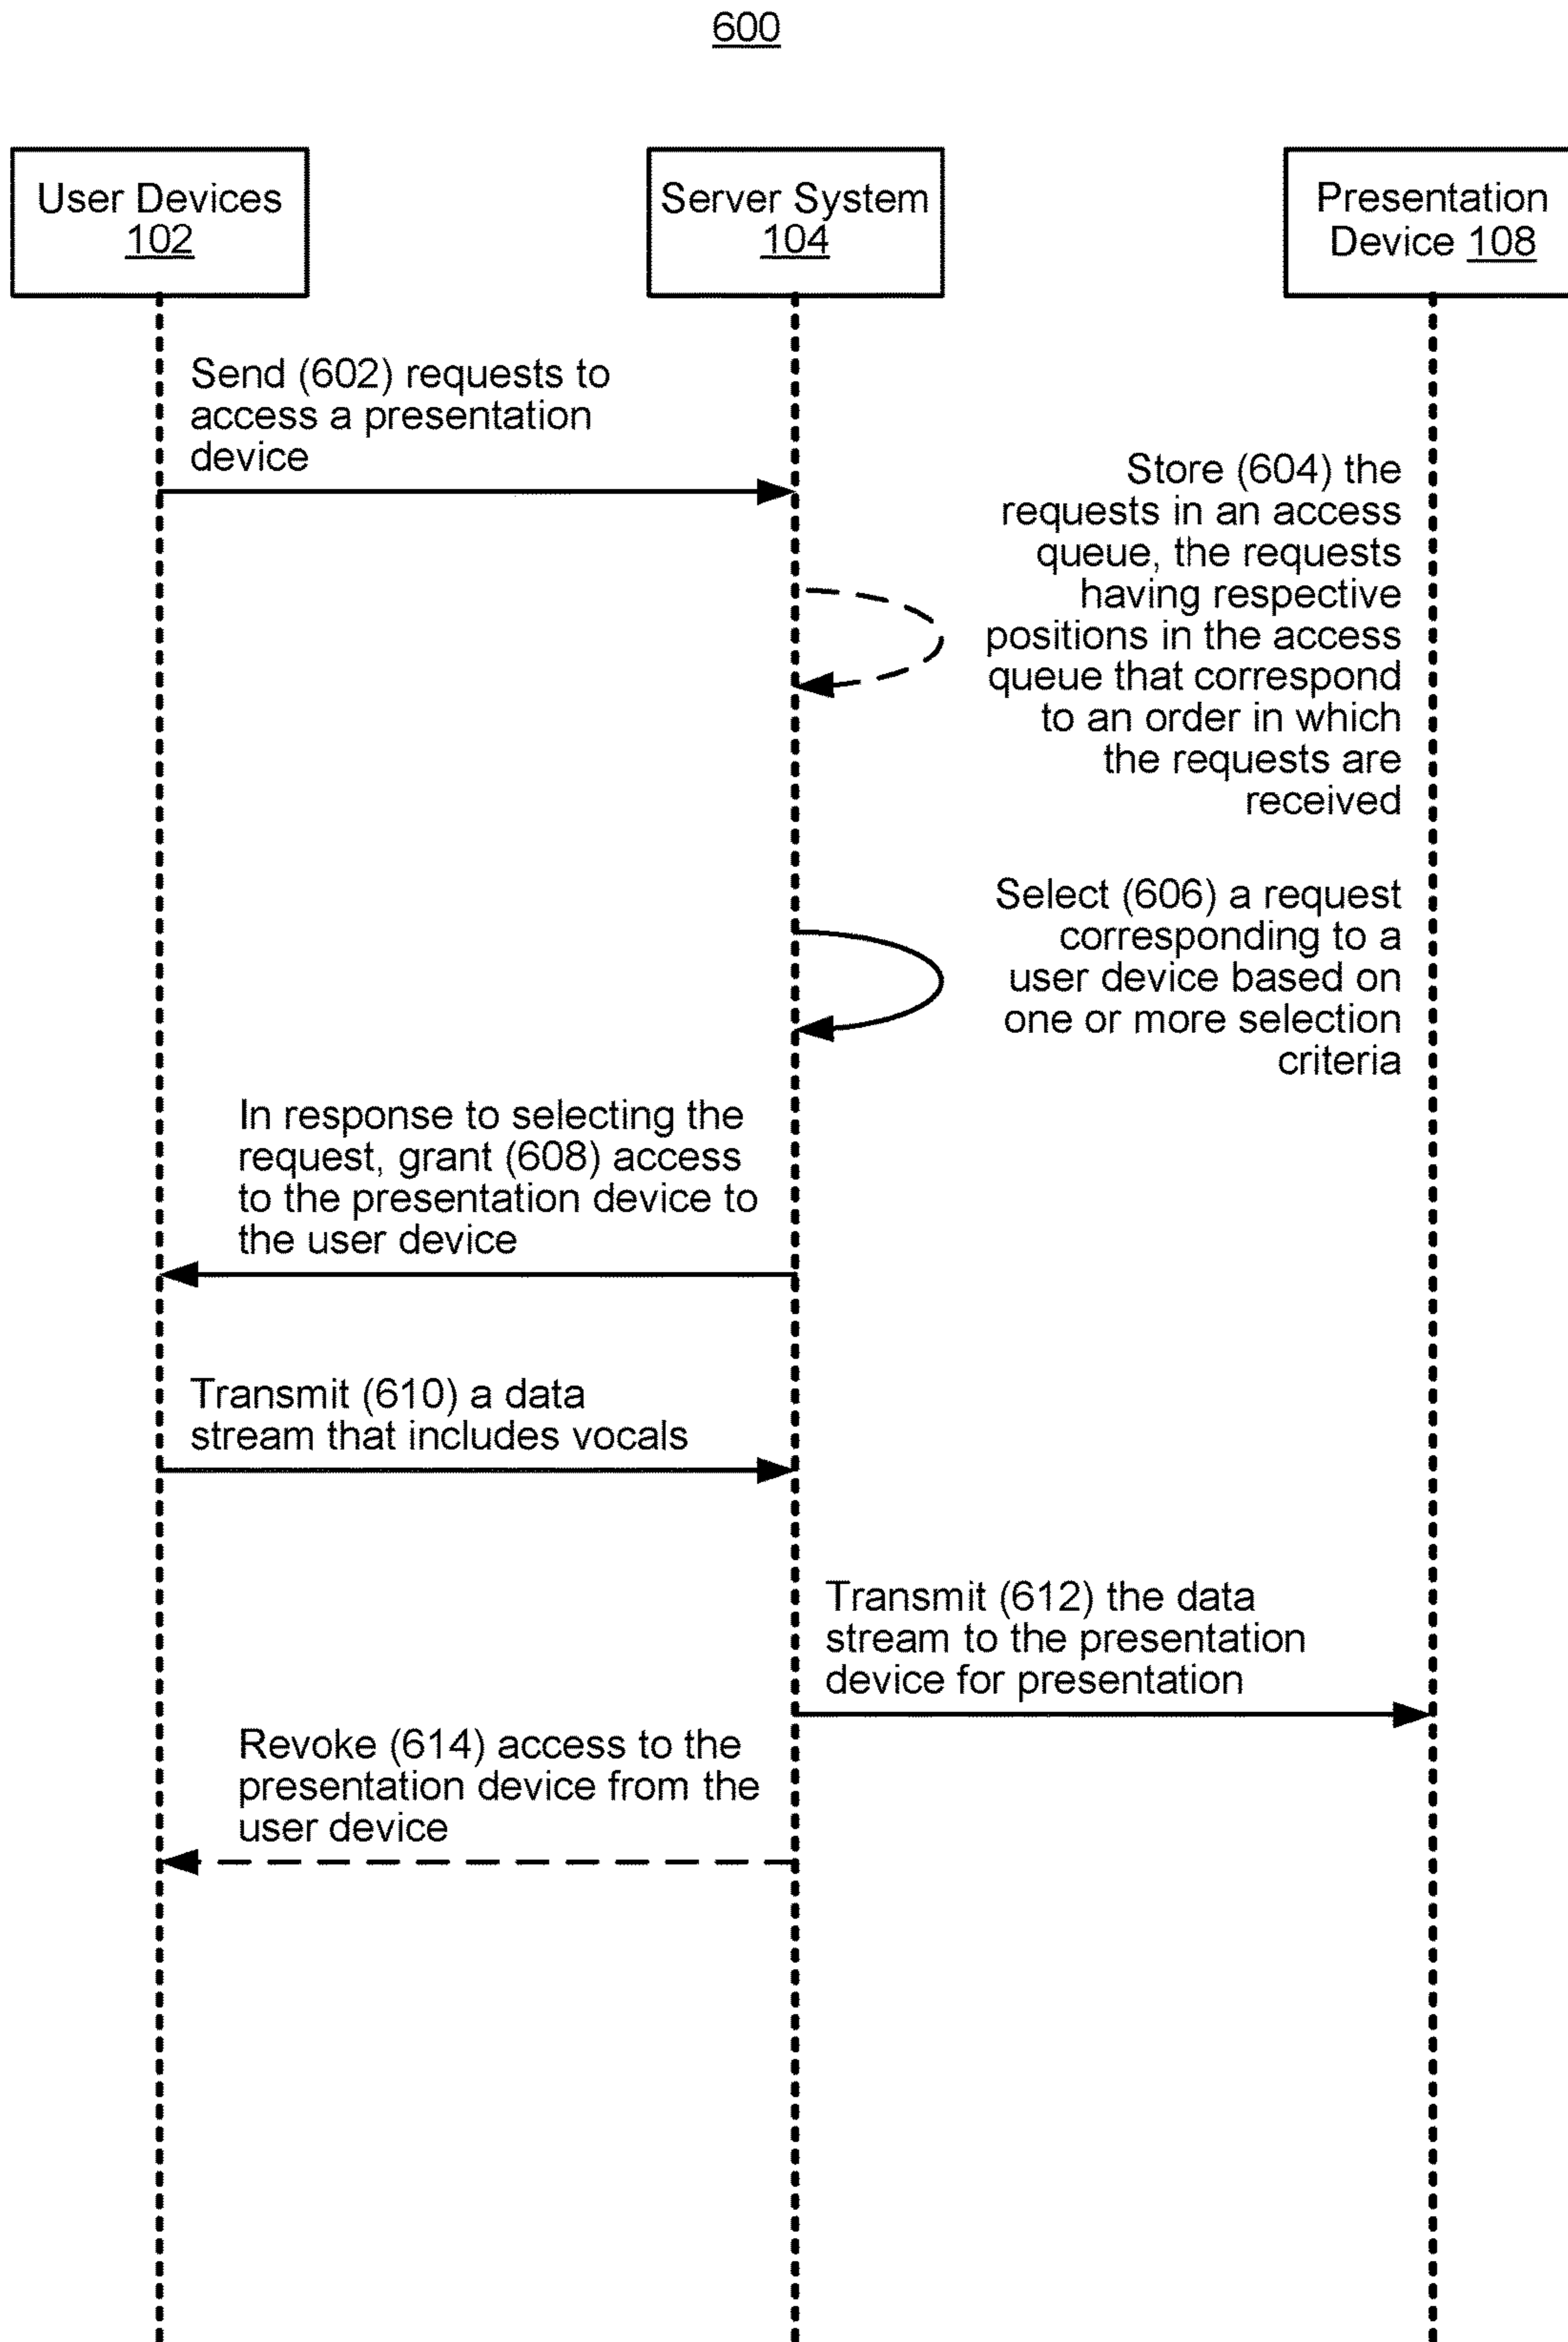 600
User Devices
102
Server System
104
Presentation
Device 108
Send (602) requests to
access a presentation
device
Store (604) the
requests in an access
queue, the requests
having respective
positions in the access
queue that correspond
to an order in which
the requests are
received
Select (606) a request
corresponding to a
user device based on
one or more selection
criteria
In response to selecting the
request, grant (608) access
to the presentation device to
the user device
Transmit (610) a data
stream that includes vocals
Transmit (612) the data
stream to the presentation
device for presentation
Revoke (614) access to the
presentation device from the
user device